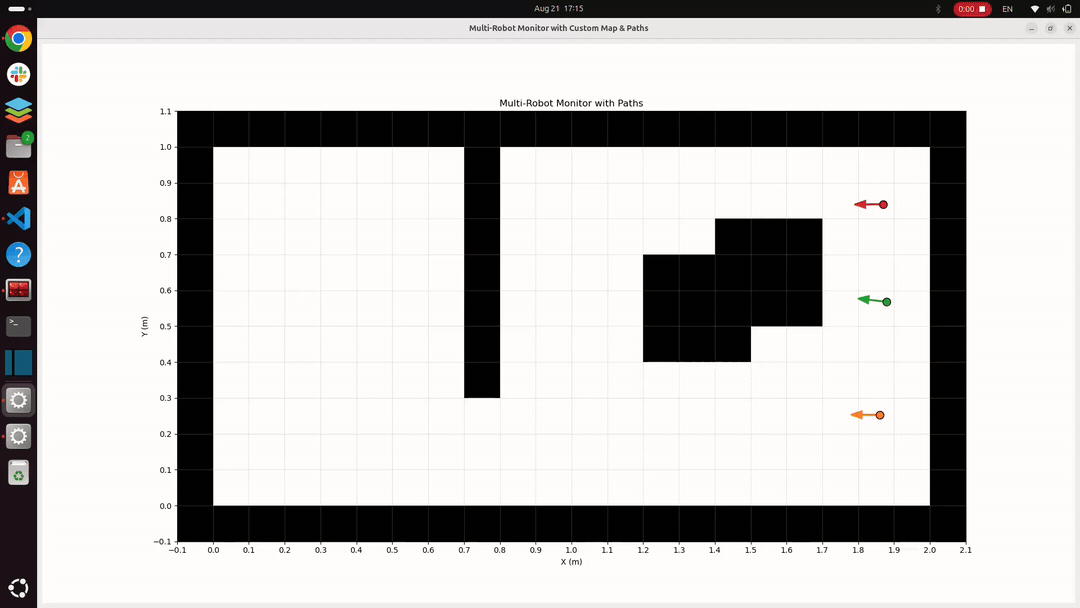 Aug 21 17:15
0:00
EN
Multi-Robot Monitor with Custom Map & Paths
2
Multi-Robot Monitor with Paths
1.1
1.0
0.9
0.8
0.7
0.6
0.5
0.4
0.3
0.2
0.1
0.0
−0.1
Y (m)
−0.1 0.0 0.1 0.2 0.3 0.4 0.5 0.6 0.7 0.8 0.9 1.0 1.1 1.2 1.3 1.4 1.5 1.6 1.7 1.8 1.9 2.0 2.1
X (m)